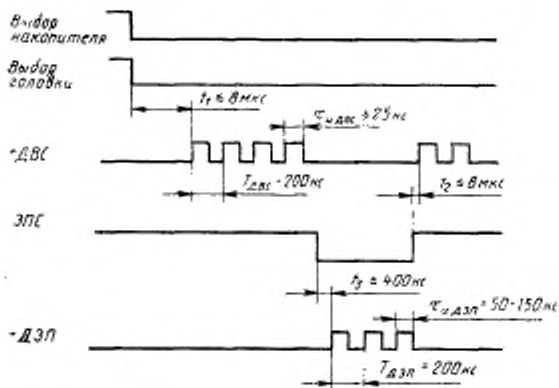 Выбор
накопителя
Выбор
головки
t₁ ≤ 8мкс
τи двс ≥ 25нс
+ДВС
Tдвс - 200нс
t₂ ≤ 8мкс
ЗПС
t₃ ≤ 400нс
τи дзп = 50-150нс
+ДЗП
Tдзп = 200нс